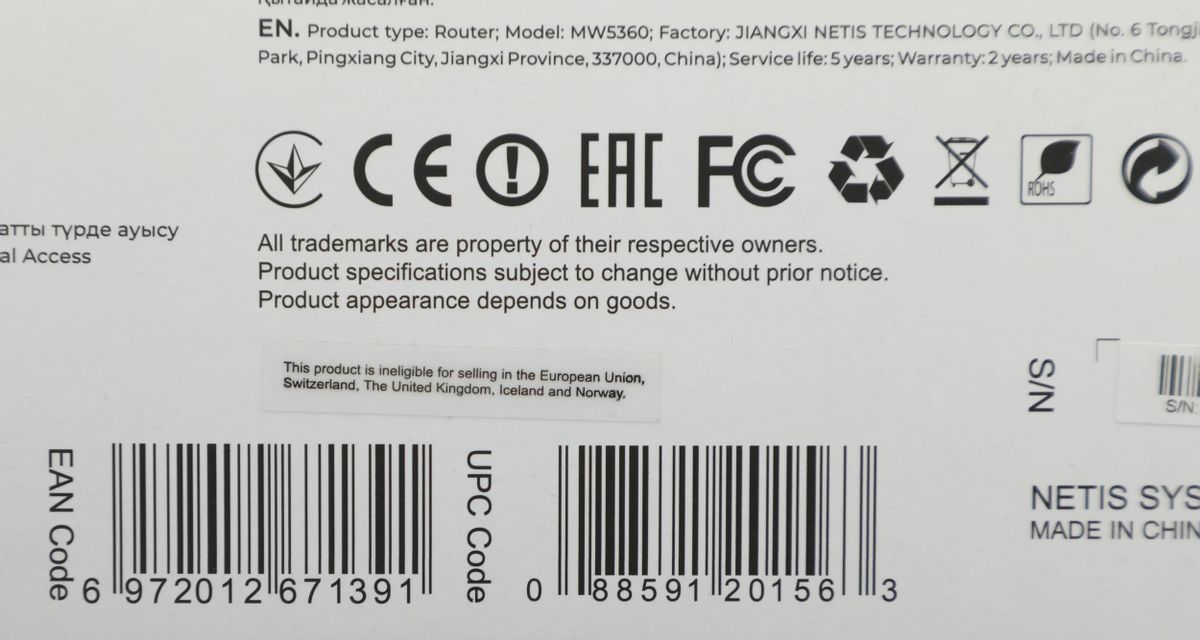 EN. Product type: Router; Model: MW5360; Factory: JIANGXI NETIS TECHNOLOGY CO., LTD (No. 6 Tongji
Park, Pingxiang City, Jiangxi Province, 337000, China); Service life: 5 years; Warranty: 2 years; Made in China.
CE EAC FC ROHS
атты түрде ауысу
al Access
All trademarks are property of their respective owners.
Product specifications subject to change without prior notice.
Product appearance depends on goods.
This product is ineligible for selling in the European Union,
Switzerland, The United Kingdom, Iceland and Norway.
S/N
S/N:
EAN Code
6 972012 671391
UPC Code
0 88591 20156 3
NETIS SYS
MADE IN CHIN